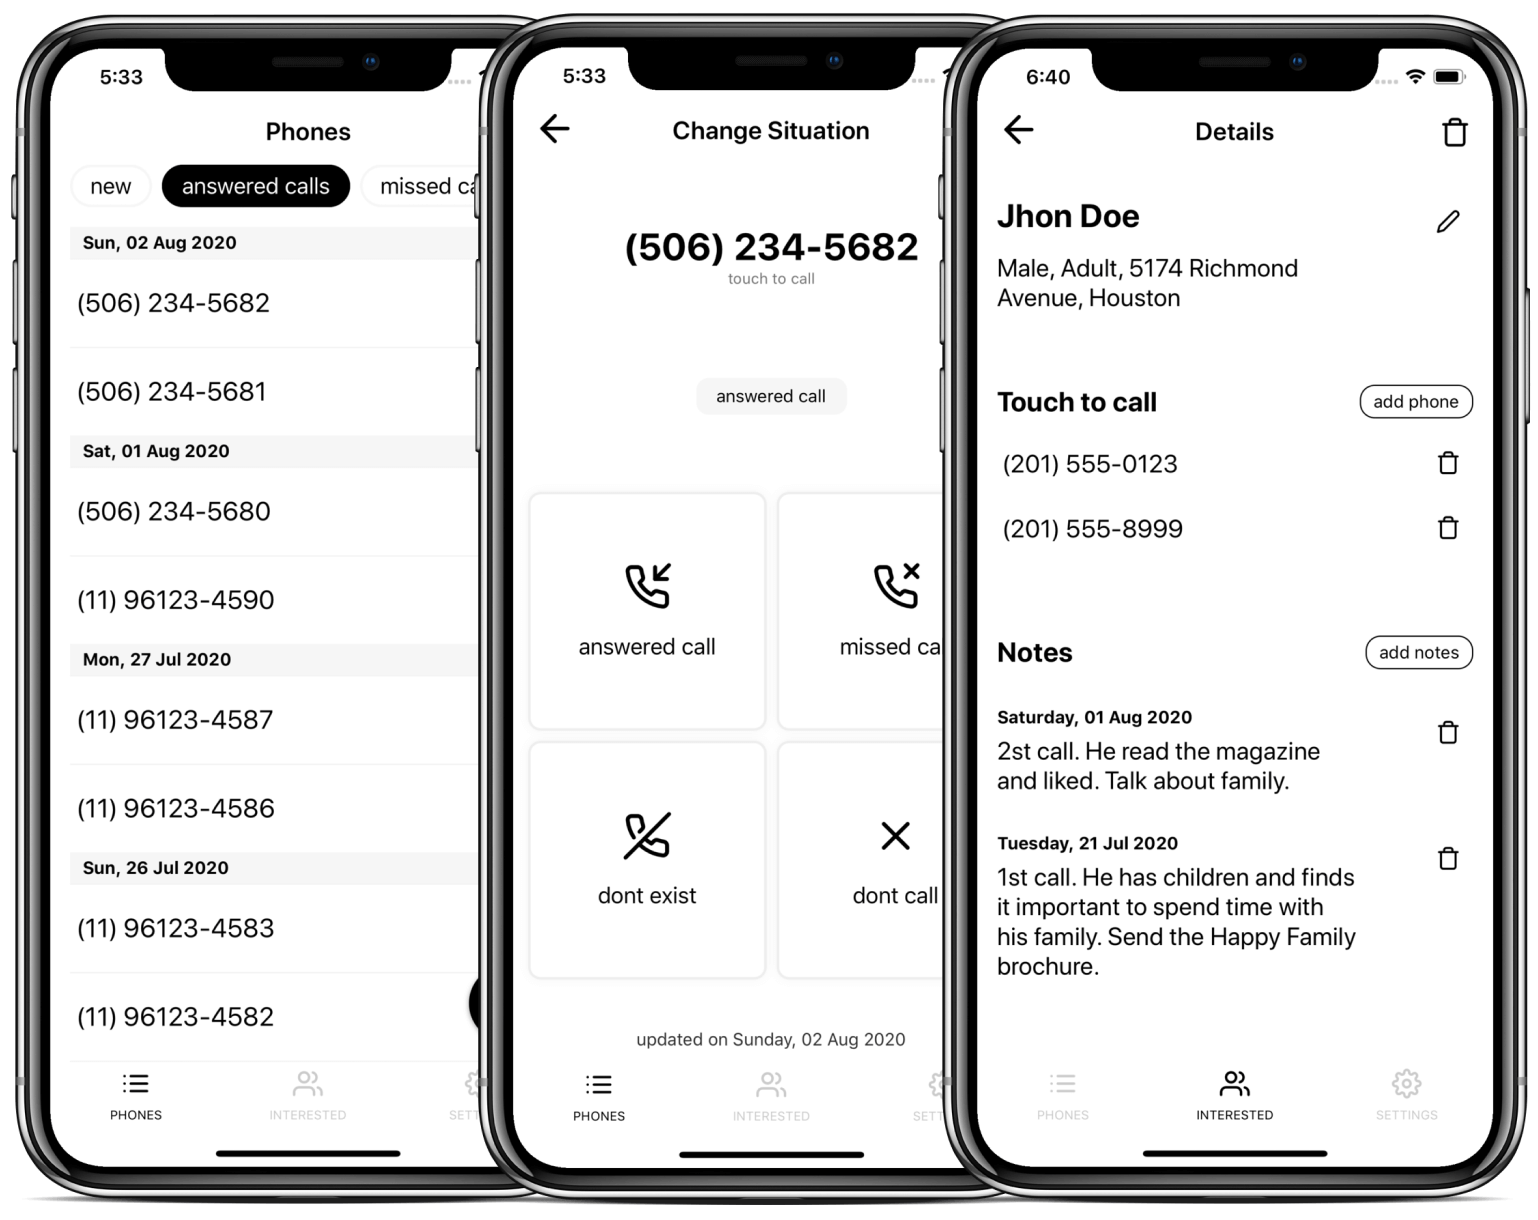 5:33
Phones
new
answered calls
missed
Sun, 02 Aug 2020
(506) 234-5682
(506) 234-5681
Sat, 01 Aug 2020
(506) 234-5680
(11) 96123-4590
Mon, 27 Jul 2020
(11) 96123-4587
(11) 96123-4586
Sun, 26 Jul 2020
(11) 96123-4583
(11) 96123-4582
PHONES
INTERESTED
SETT
5:33
Change Situation
(506) 234-5682
touch to call
answered call
answered call
missed ca
dont exist
dont call
updated on Sunday, 02 Aug 2020
PHONES
INTERESTED
SETT
6:40
Details
Jhon Doe
Male, Adult, 5174 Richmond
Avenue, Houston
Touch to call
add phone
(201) 555-0123
(201) 555-8999
Notes
add notes
Saturday, 01 Aug 2020
2st call. He read the magazine
and liked. Talk about family.
Tuesday, 21 Jul 2020
1st call. He has children and finds
it important to spend time with
his family. Send the Happy Family
brochure.
PHONES
INTERESTED
SETTINGS